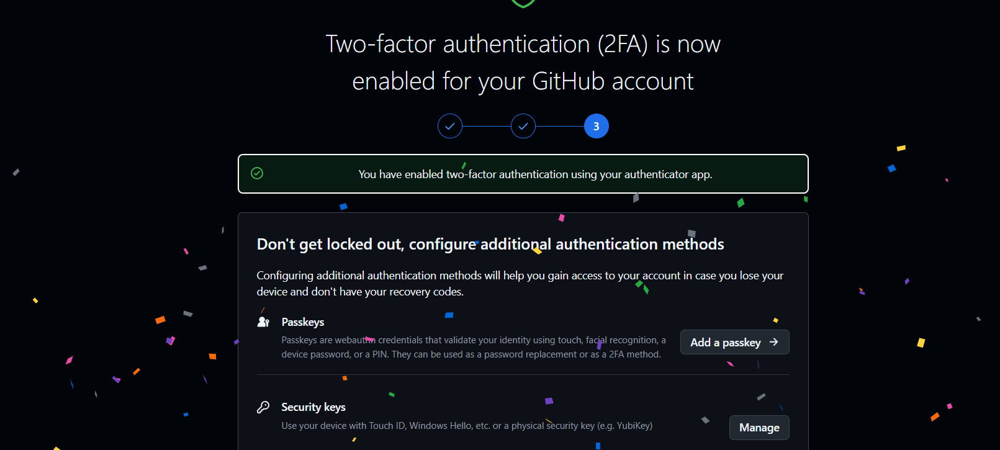 Two-factor authentication (2FA) is now
enabled for your GitHub account
3
You have enabled two-factor authentication using your authenticator app.
Don't get locked out, configure additional authentication methods
Configuring additional authentication methods will help you gain access to your account in case you lose your
device and don't have your recovery codes.
Passkeys
Passkeys are webauthn credentials that validate your identity using touch, facial recognition, a
device password, or a PIN. They can be used as a password replacement or as a 2FA method.
Add a passkey
Security keys
Use your device with Touch ID, Windows Hello, etc. or a physical security key (e.g. YubiKey)
Manage